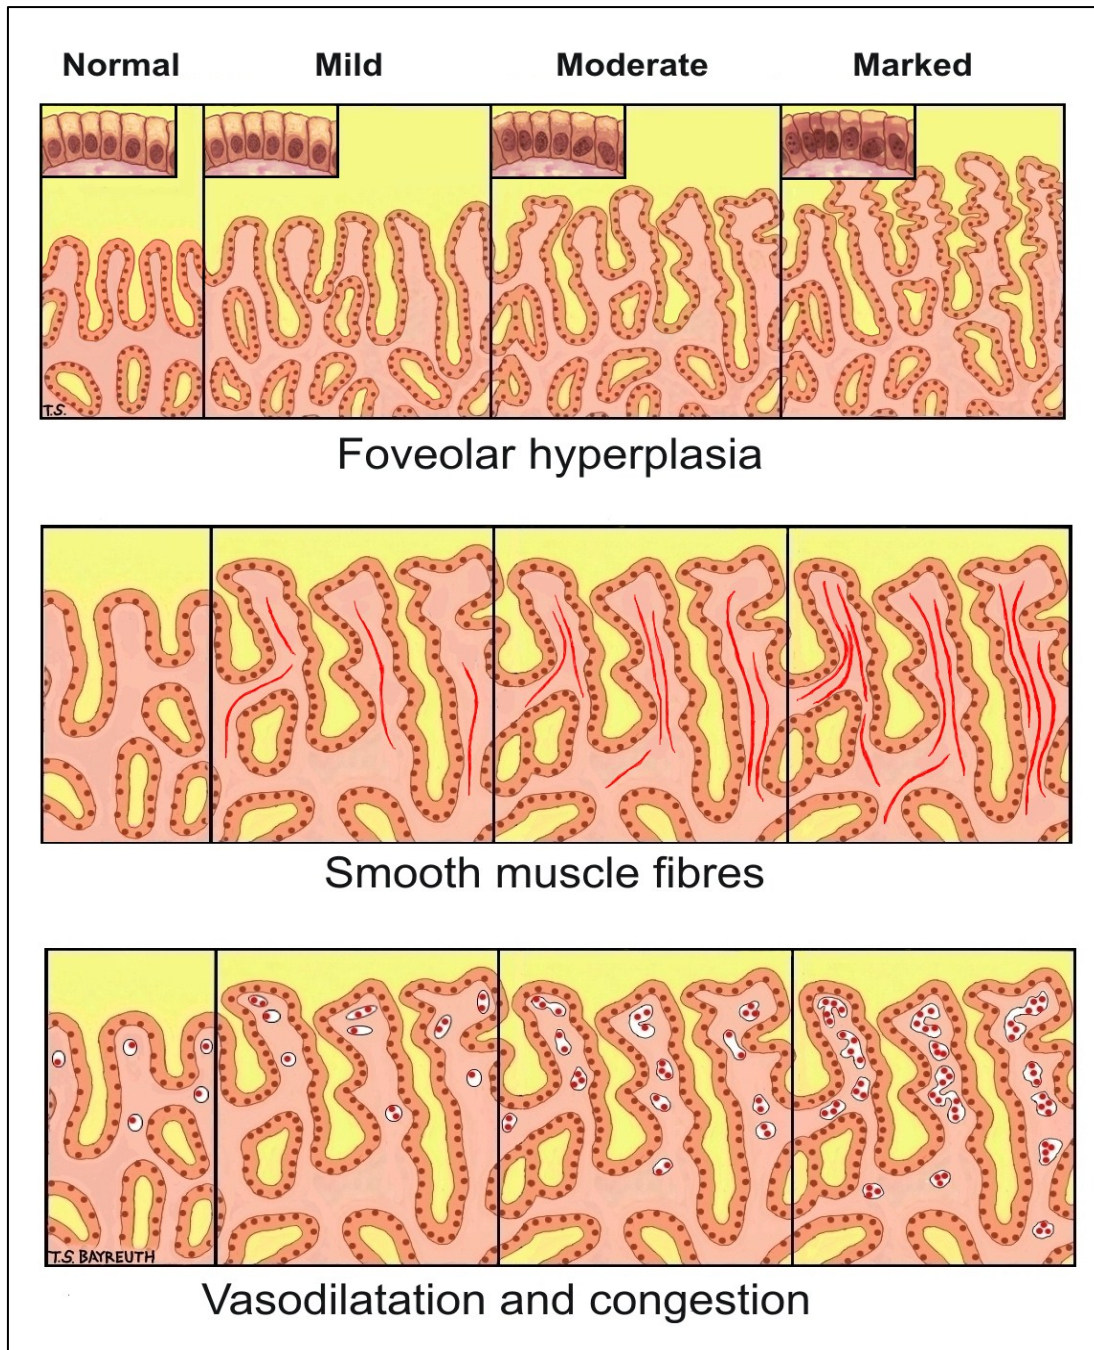 Normal Mild Moderate Marked
T.S.
Foveolar hyperplasia
Smooth muscle fibres
T.S. BAYREUTH
Vasodilatation and congestion